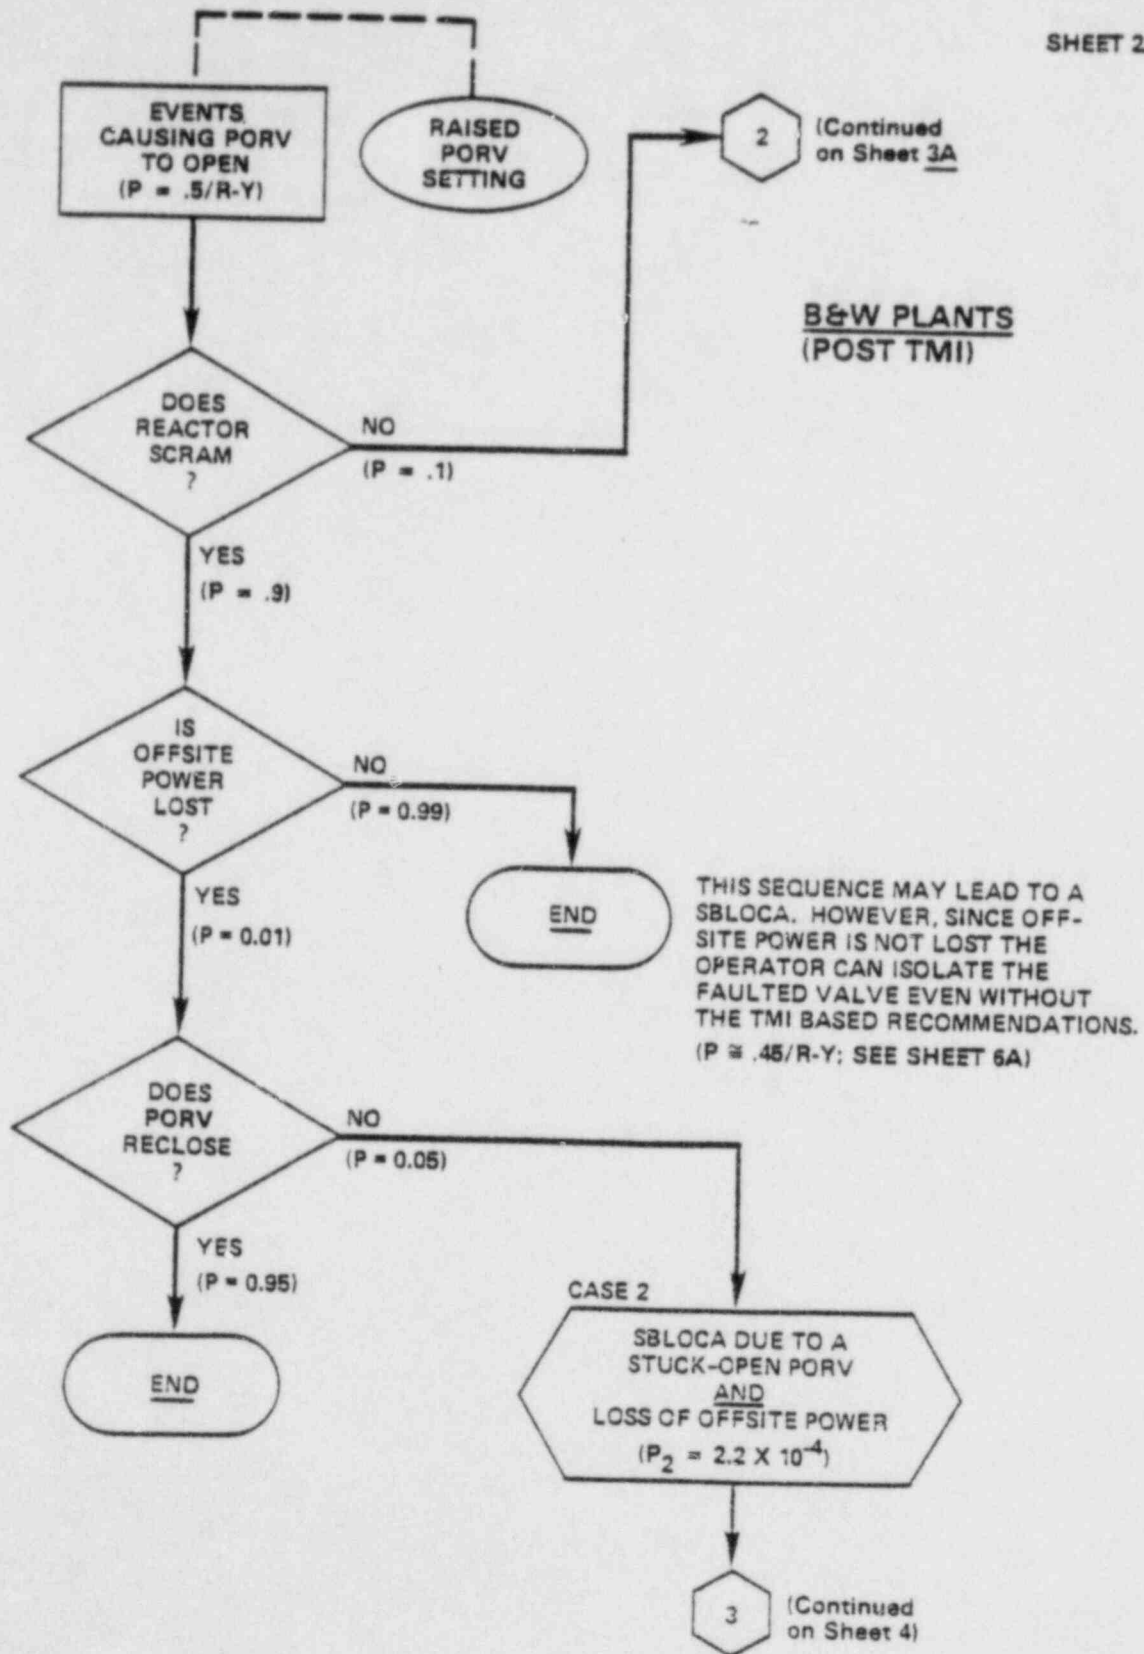 SHEET 2
EVENTS
CAUSING PORV
TO OPEN
(P = .5/R-Y)
RAISED
PORV
SETTING
2
(Continued
on Sheet 3A
B&W PLANTS
(POST TMI)
DOES
REACTOR
SCRAM
?
NO
(P = .1)
YES
(P = .9)
IS
OFFSITE
POWER
LOST
?
NO
(P = 0.99)
END
THIS SEQUENCE MAY LEAD TO A
SBLOCA. HOWEVER, SINCE OFF-
SITE POWER IS NOT LOST THE
OPERATOR CAN ISOLATE THE
FAULTED VALVE EVEN WITHOUT
THE TMI BASED RECOMMENDATIONS.
(P ≅ .45/R-Y; SEE SHEET 6A)
YES
(P = 0.01)
DOES
PORV
RECLOSE
?
NO
(P = 0.05)
YES
(P = 0.95)
END
CASE 2
SBLOCA DUE TO A
STUCK-OPEN PORV
AND
LOSS OF OFFSITE POWER
(P₂ = 2.2 X 10⁻⁴)
3
(Continued
on Sheet 4)